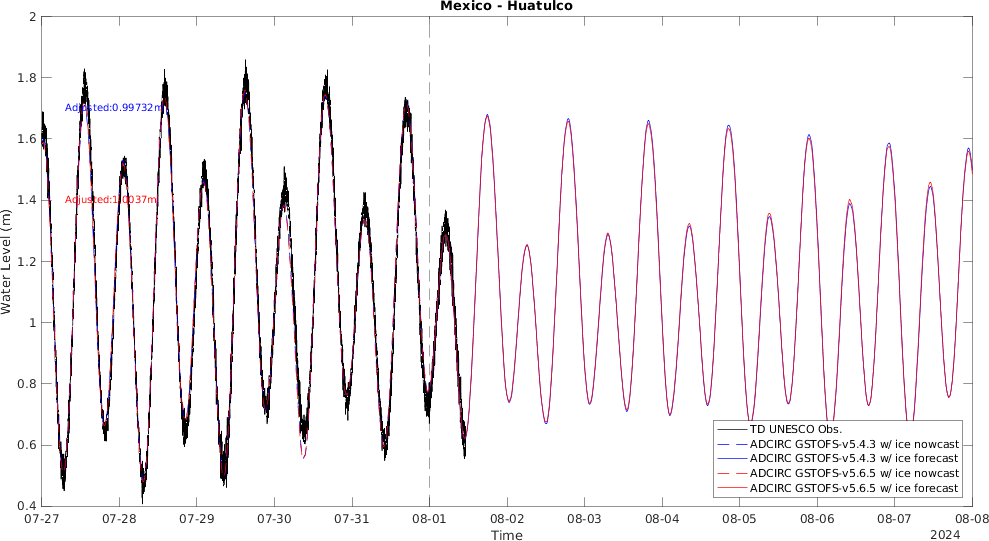 Mexico - Huatulco
2
1.8
1.6
1.4
1.2
1
0.8
0.6
0.4
Water Level (m)
Adjusted:0.99732m
Adjusted:1.0037m
TD UNESCO Obs.
ADCIRC GSTOFS-v5.4.3 w/ ice nowcast
ADCIRC GSTOFS-v5.4.3 w/ ice forecast
ADCIRC GSTOFS-v5.6.5 w/ ice nowcast
ADCIRC GSTOFS-v5.6.5 w/ ice forecast
07-27 07-28 07-29 07-30 07-31 08-01 08-02 08-03 08-04 08-05 08-06 08-07 08-08
Time
2024